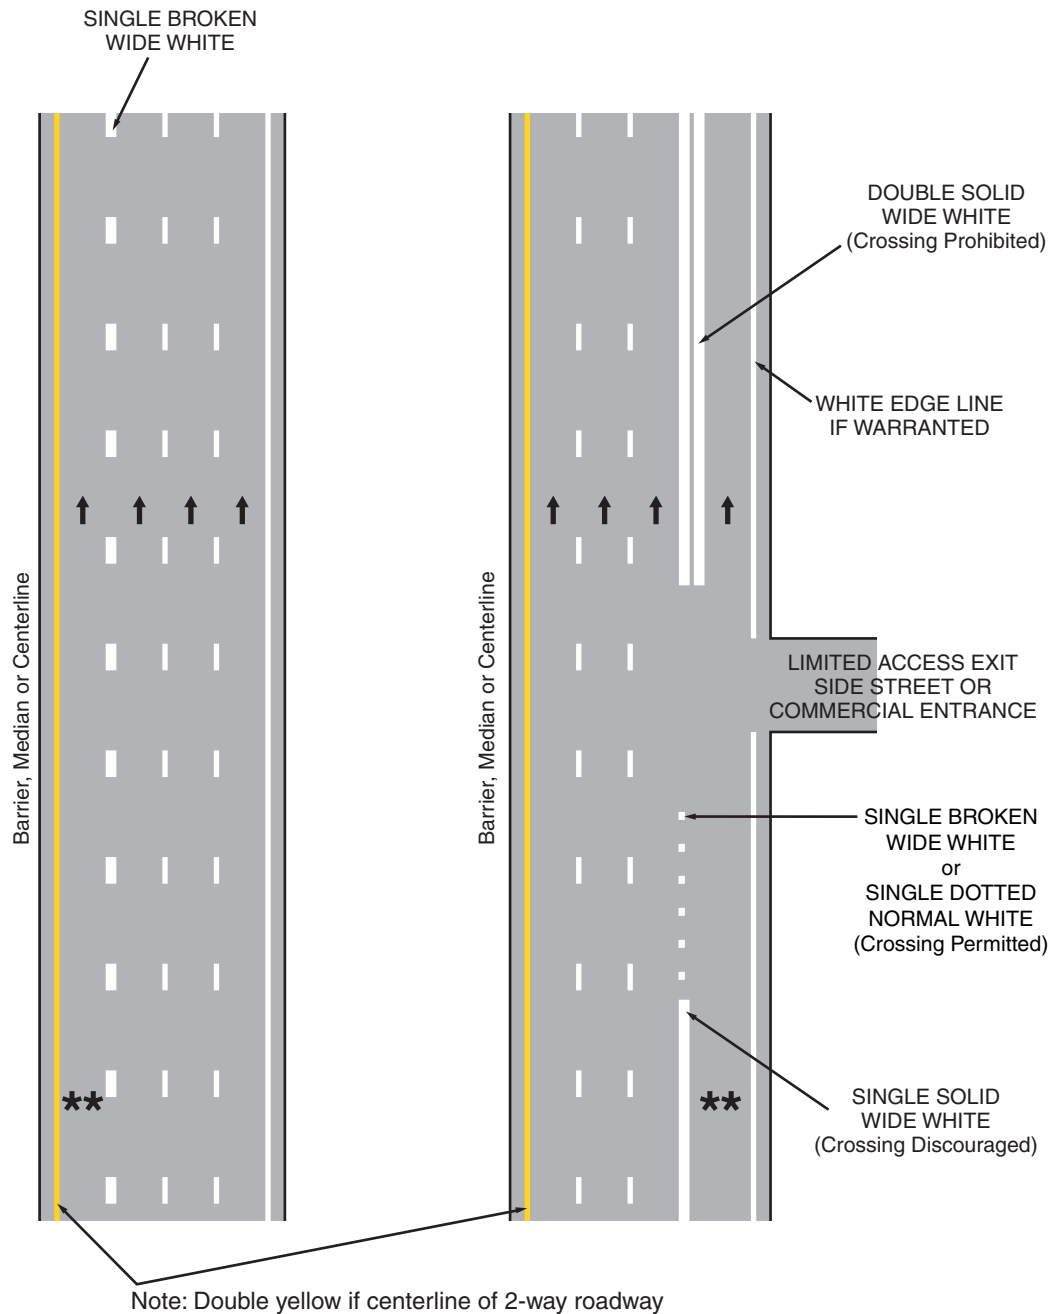 SINGLE BROKEN
WIDE WHITE
DOUBLE SOLID
WIDE WHITE
(Crossing Prohibited)
WHITE EDGE LINE
IF WARRANTED
Barrier, Median or Centerline
Barrier, Median or Centerline
LIMITED ACCESS EXIT
SIDE STREET OR
COMMERCIAL ENTRANCE
SINGLE BROKEN
WIDE WHITE
or
SINGLE DOTTED
NORMAL WHITE
(Crossing Permitted)
**
**
SINGLE SOLID
WIDE WHITE
(Crossing Discouraged)
Note: Double yellow if centerline of 2-way roadway